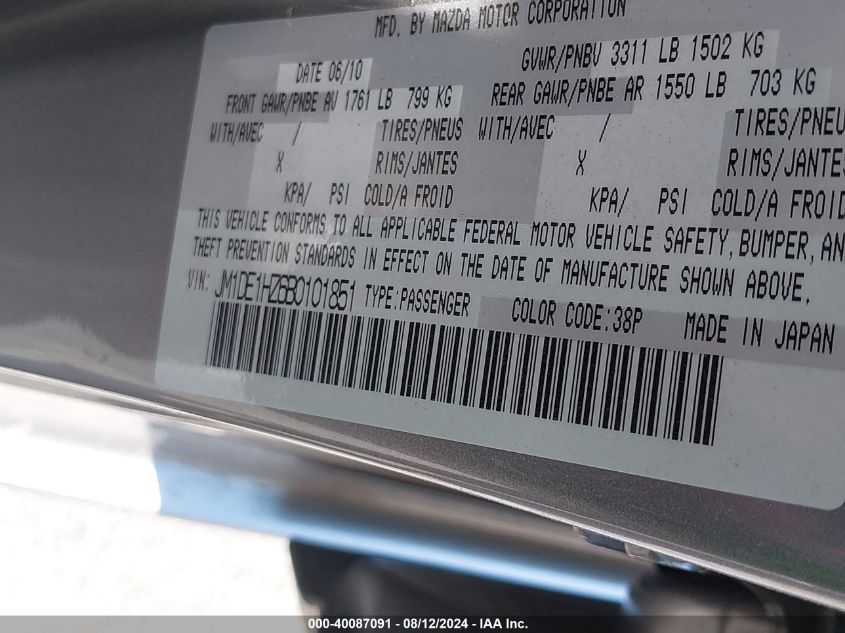 MFD. BY MAZDA MOTOR CORPORATION
DATE 06/10 GVWR/PNBV 3311 LB 1502 KG
FRONT GAWR/PNBE AV 1761 LB 799 KG REAR GAWR/PNBE AR 1550 LB 703 KG
WITH/AVEC / TIRES/PNEUS WITH/AVEC / TIRES/PNEU
X RIMS/JANTES X RIMS/JANTES
KPA/ PSI COLD/A FROID KPA/ PSI COLD/A FROID
THIS VEHICLE CONFORMS TO ALL APPLICABLE FEDERAL MOTOR VEHICLE SAFETY, BUMPER, AN
THEFT PREVENTION STANDARDS IN EFFECT ON THE DATE OF MANUFACTURE SHOWN ABOVE.
VIN: JM1DE1HZ6B0101851 TYPE:PASSENGER COLOR CODE:38P MADE IN JAPAN
000-40087091 - 08/12/2024 - IAA Inc.